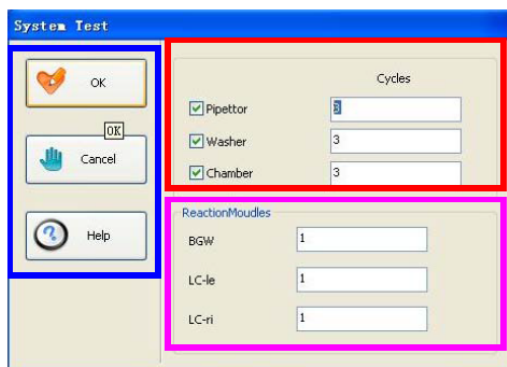 System Test
OK
OK
Cancel
Help
Cycles
Pipettor 3
Washer 3
Chamber 3
ReactionMoudles
BGW 1
LC-le 1
LC-ri 1